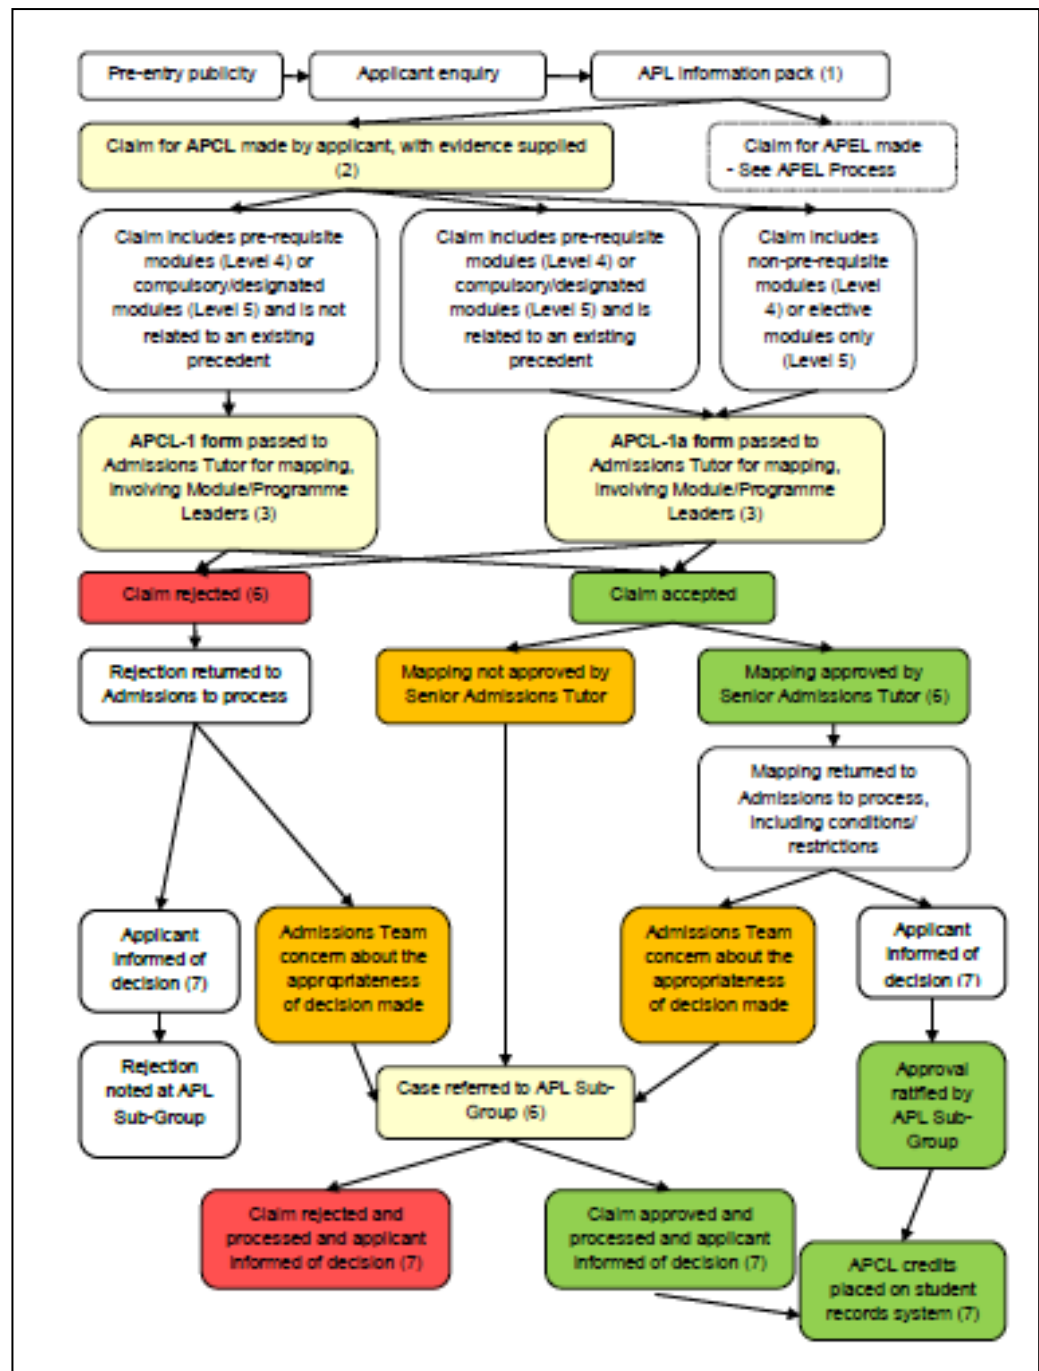 Pre-entry publicity
Applicant enquiry
APL information pack (1)
Claim for APCL made by applicant, with evidence supplied
(2)
Claim for APEL made
- See APEL Process
Claim includes pre-requisite
modules (Level 4) or
compulsory/designated
modules (Level 5) and is not
related to an existing
precedent
Claim includes pre-requisite
modules (Level 4) or
compulsory/designated
modules (Level 5) and is
related to an existing
precedent
Claim includes
non-pre-requisite
modules (Level
4) or elective
modules only
(Level 5)
APCL-1 form passed to
Admissions Tutor for mapping,
involving Module/Programme
Leaders (3)
APCL-1a form passed to
Admissions Tutor for mapping,
involving Module/Programme
Leaders (3)
Claim rejected (6)
Claim accepted
Rejection returned to
Admissions to process
Mapping not approved by
Senior Admissions Tutor
Mapping approved by
Senior Admissions Tutor (6)
Mapping returned to
Admissions to process,
including conditions/
restrictions
Applicant
informed of
decision (7)
Admissions Team
concern about the
appropriateness
of decision made
Admissions Team
concern about the
appropriateness
of decision made
Applicant
informed of
decision (7)
Rejection
noted at APL
Sub-Group
Case referred to APL Sub-
Group (6)
Approval
ratified by
APL Sub-
Group
Claim rejected and
processed and applicant
informed of decision (7)
Claim approved and
processed and applicant
informed of decision (7)
APCL credits
placed on student
records system (7)